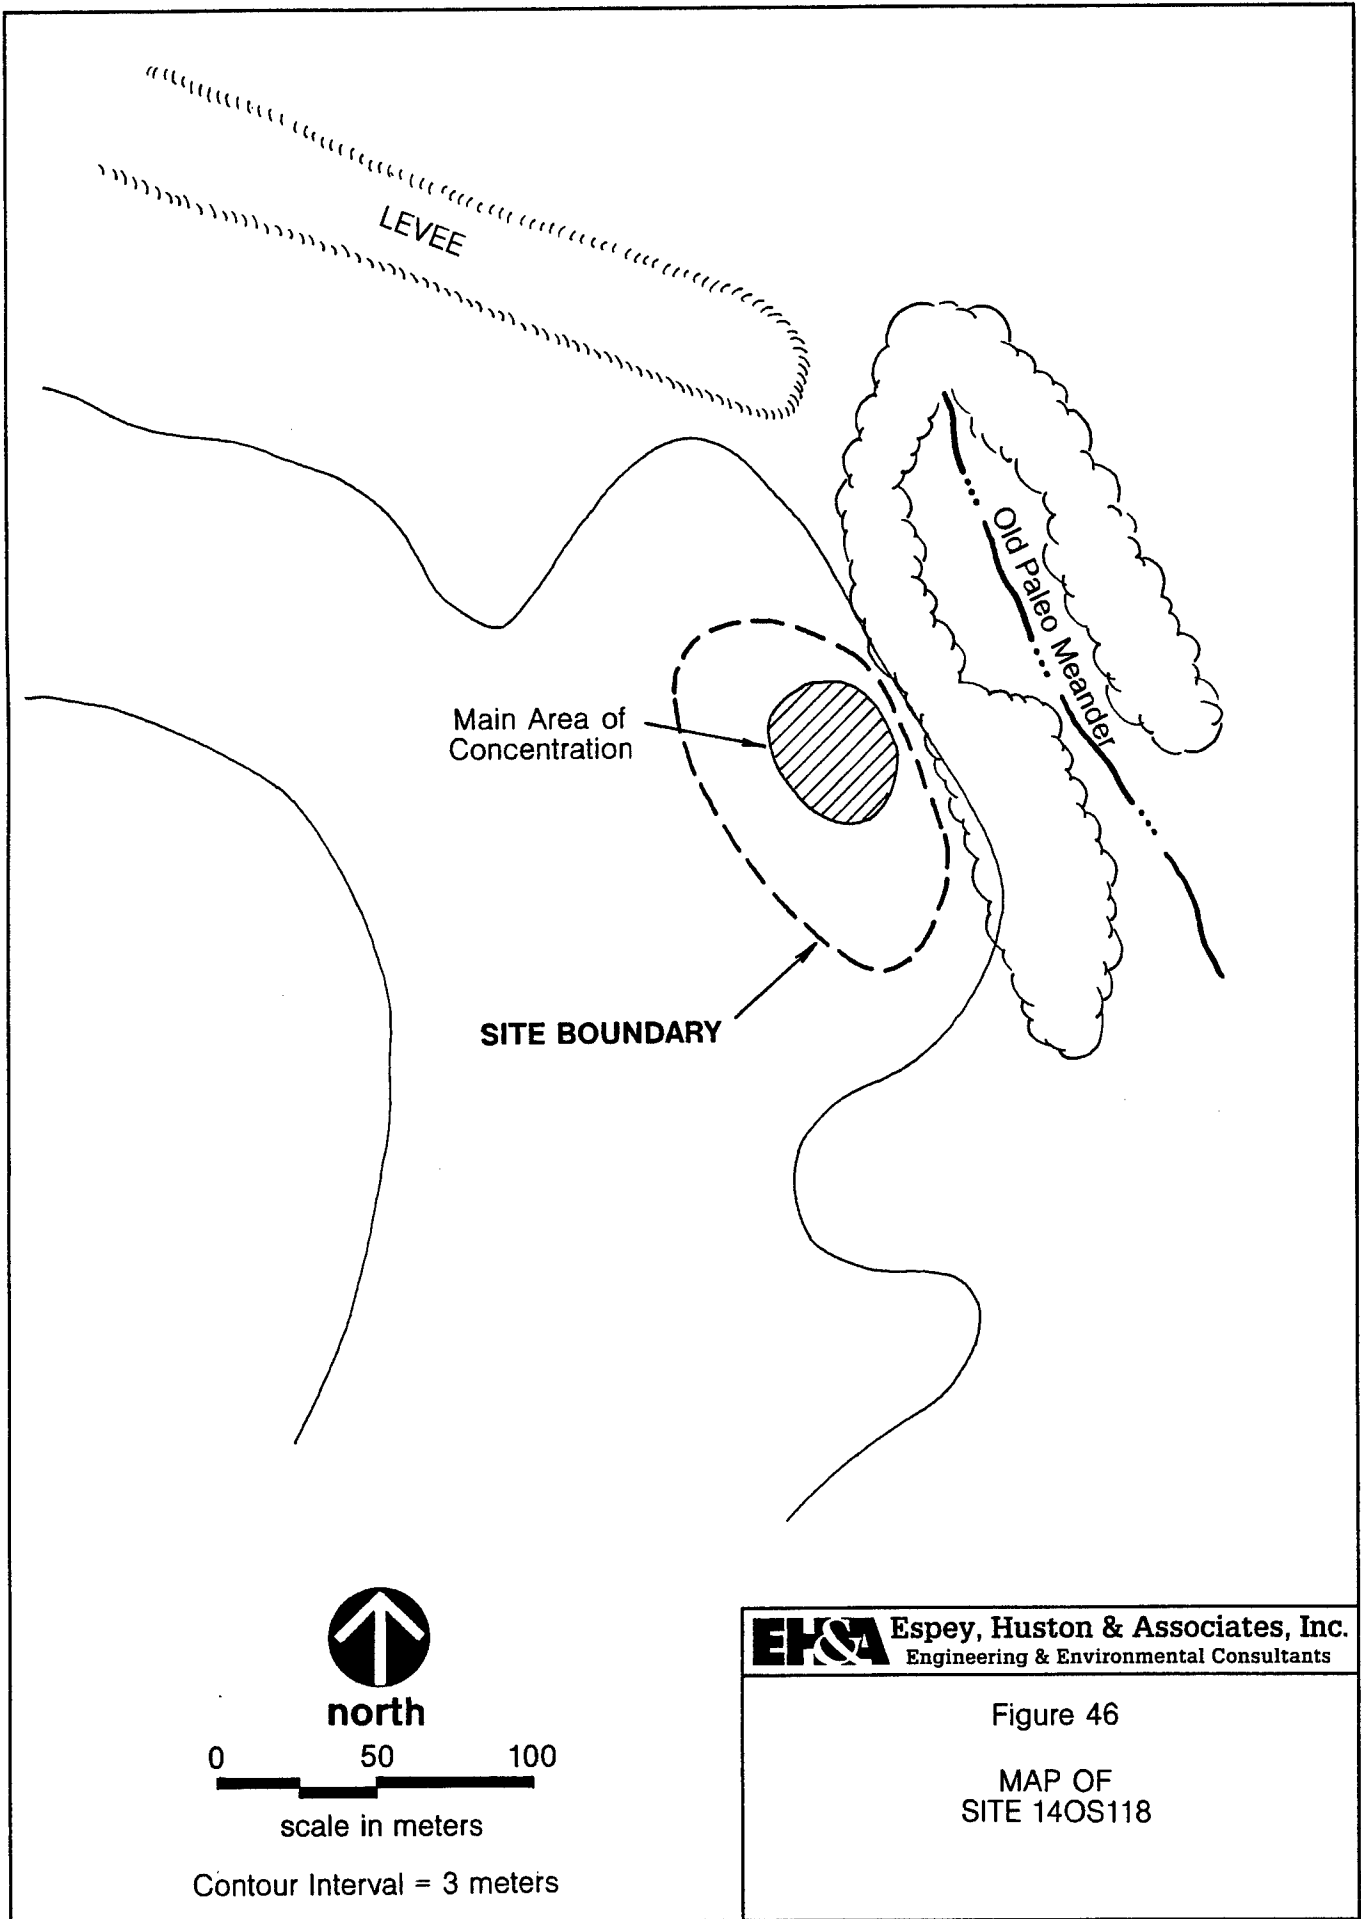 LEVEE
Old Paleo Meander
Main Area of
Concentration
SITE BOUNDARY
north
0 50 100
scale in meters
Contour Interval = 3 meters
EH&A Espey, Huston & Associates, Inc.
Engineering & Environmental Consultants
Figure 46
MAP OF
SITE 14OS118